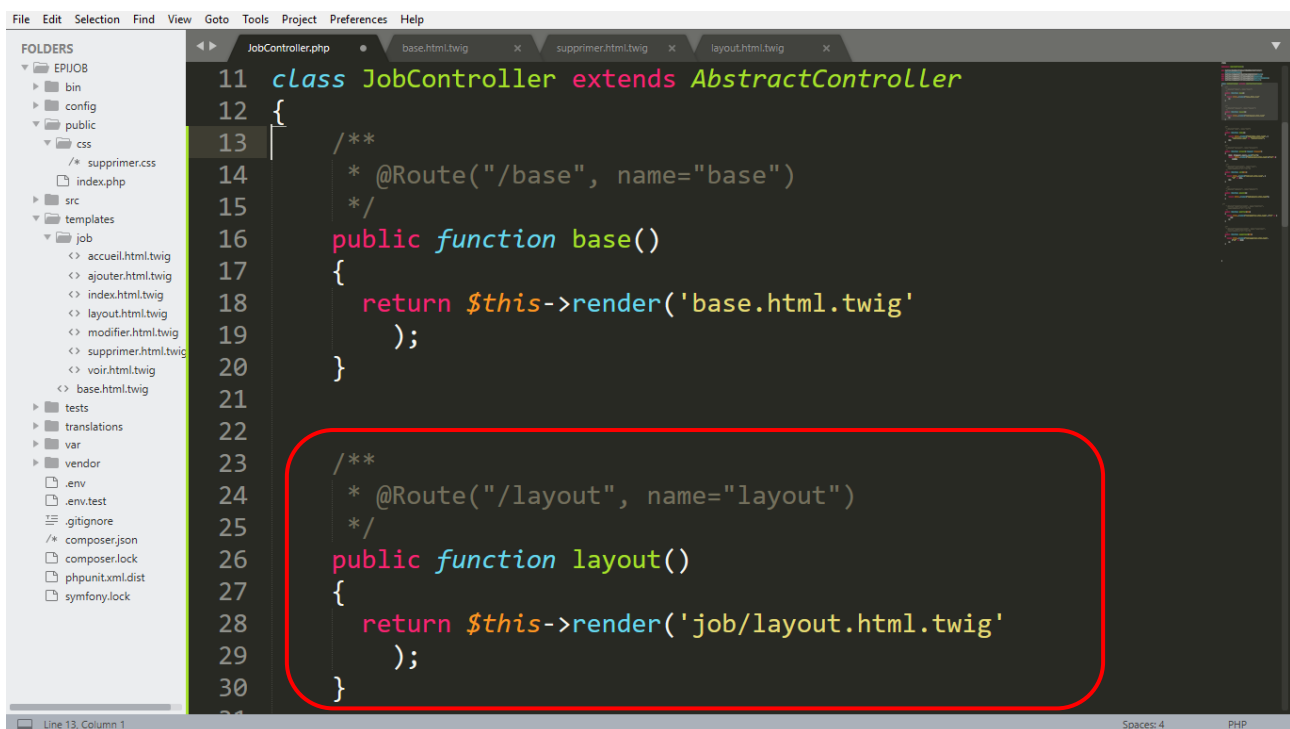 File Edit Selection Find View Goto Tools Project Preferences Help
FOLDERS
EPIJOB
bin
config
public
css
/* supprimer.css
index.php
src
templates
job
<> accueil.html.twig
<> ajouter.html.twig
<> index.html.twig
<> layout.html.twig
<> modifier.html.twig
<> supprimer.html.twig
<> voir.html.twig
<> base.html.twig
tests
translations
var
vendor
.env
.env.test
.gitignore
/* composer.json
composer.lock
phpunit.xml.dist
symfony.lock
JobController.php base.html.twig × supprimer.html.twig × layout.html.twig ×
11 class JobController extends AbstractController
12 {
13 /**
14 * @Route("/base", name="base")
15 */
16 public function base()
17 {
18 return $this->render('base.html.twig'
19 );
20 }
21
22
23 /**
24 * @Route("/layout", name="layout")
25 */
26 public function layout()
27 {
28 return $this->render('job/layout.html.twig'
29 );
30 }
Line 13, Column 1 Spaces: 4 PHP